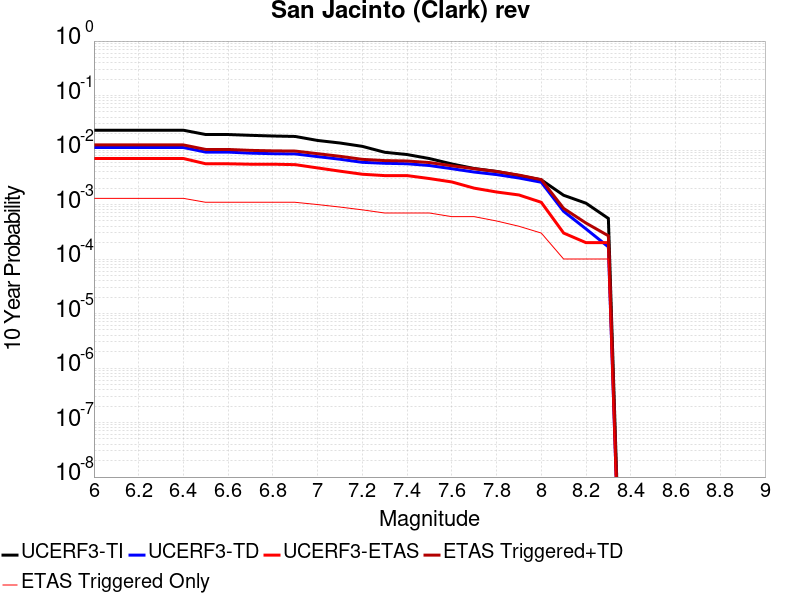 San Jacinto (Clark) rev
10 0
10 -1
10 -2
10 -3
10 -4
10 -5
10 -6
10 -7
10 -8
10 Year Probability
6 6.2 6.4 6.6 6.8 7 7.2 7.4 7.6 7.8 8 8.2 8.4 8.6 8.8 9
Magnitude
UCERF3-TI UCERF3-TD UCERF3-ETAS ETAS Triggered+TD
ETAS Triggered Only